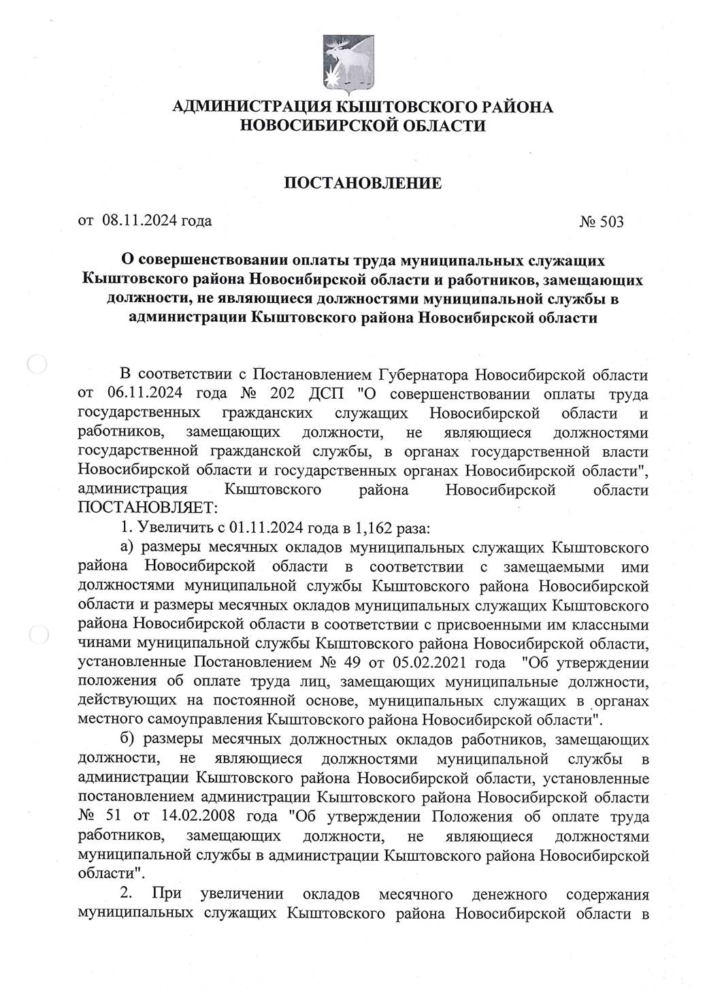 АДМИНИСТРАЦИЯ КЫШТОВСКОГО РАЙОНА
НОВОСИБИРСКОЙ ОБЛАСТИ
ПОСТАНОВЛЕНИЕ
от 08.11.2024 года № 503
О совершенствовании оплаты труда муниципальных служащих
Кыштовского района Новосибирской области и работников, замещающих
должности, не являющиеся должностями муниципальной службы в
администрации Кыштовского района Новосибирской области
В соответствии с Постановлением Губернатора Новосибирской области
от 06.11.2024 года № 202 ДСП "О совершенствовании оплаты труда
государственных гражданских служащих Новосибирской области и
работников, замещающих должности, не являющиеся должностями
государственной гражданской службы, в органах государственной власти
Новосибирской области и государственных органах Новосибирской области",
администрация Кыштовского района Новосибирской области
ПОСТАНОВЛЯЕТ:
1. Увеличить с 01.11.2024 года в 1,162 раза:
а) размеры месячных окладов муниципальных служащих Кыштовского
района Новосибирской области в соответствии с замещаемыми ими
должностями муниципальной службы Кыштовского района Новосибирской
области и размеры месячных окладов муниципальных служащих Кыштовского
района Новосибирской области в соответствии с присвоенными им классными
чинами муниципальной службы Кыштовского района Новосибирской области,
установленные Постановлением № 49 от 05.02.2021 года "Об утверждении
положения об оплате труда лиц, замещающих муниципальные должности,
действующих на постоянной основе, муниципальных служащих в органах
местного самоуправления Кыштовского района Новосибирской области".
б) размеры месячных должностных окладов работников, замещающих
должности, не являющиеся должностями муниципальной службы в
администрации Кыштовского района Новосибирской области, установленные
постановлением администрации Кыштовского района Новосибирской области
№ 51 от 14.02.2008 года "Об утверждении Положения об оплате труда
работников, замещающих должности, не являющиеся должностями
муниципальной службы в администрации Кыштовского района Новосибирской
области".
2. При увеличении окладов месячного денежного содержания
муниципальных служащих Кыштовского района Новосибирской области в